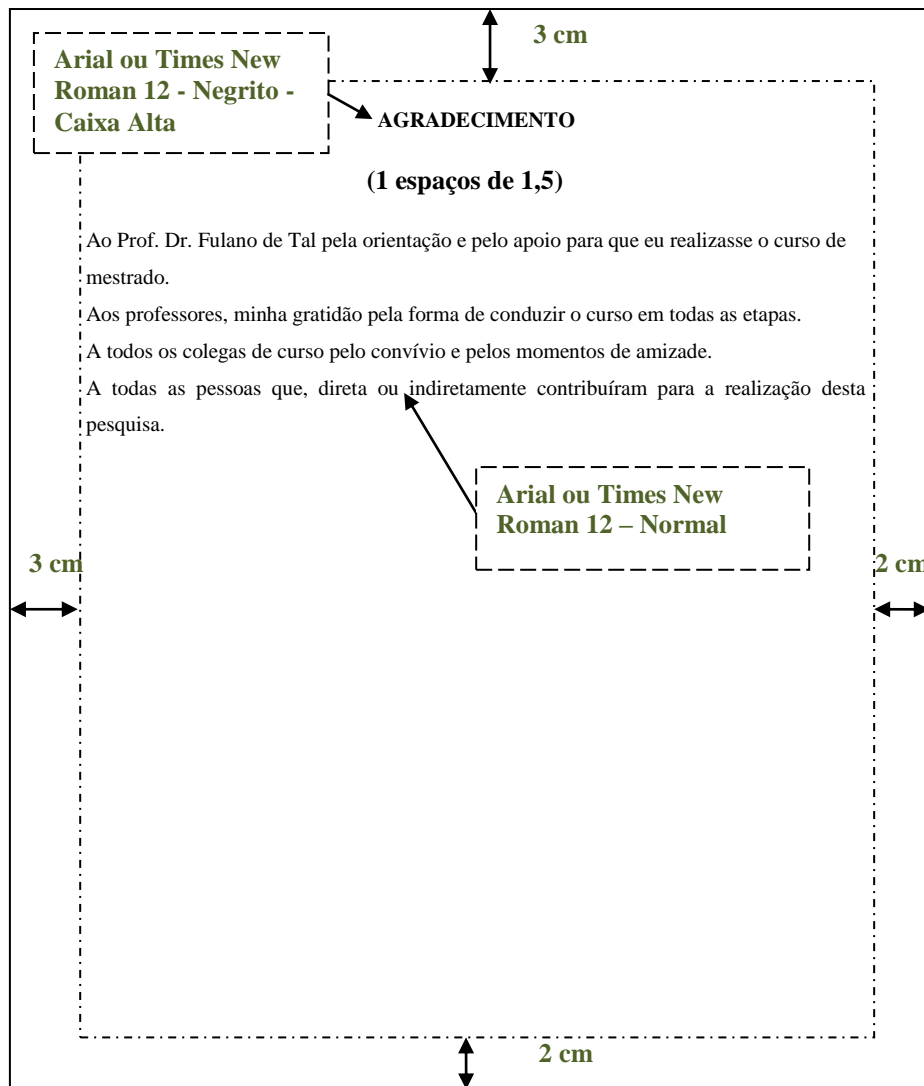 3 cm
Arial ou Times New
Roman 12 - Negrito -
Caixa Alta
AGRADECIMENTO
(1 espaços de 1,5)
Ao Prof. Dr. Fulano de Tal pela orientação e pelo apoio para que eu realizasse o curso de
mestrado.
Aos professores, minha gratidão pela forma de conduzir o curso em todas as etapas.
A todos os colegas de curso pelo convívio e pelos momentos de amizade.
A todas as pessoas que, direta ou indiretamente contribuíram para a realização desta
pesquisa.
Arial ou Times New
Roman 12 – Normal
3 cm
2 cm
2 cm